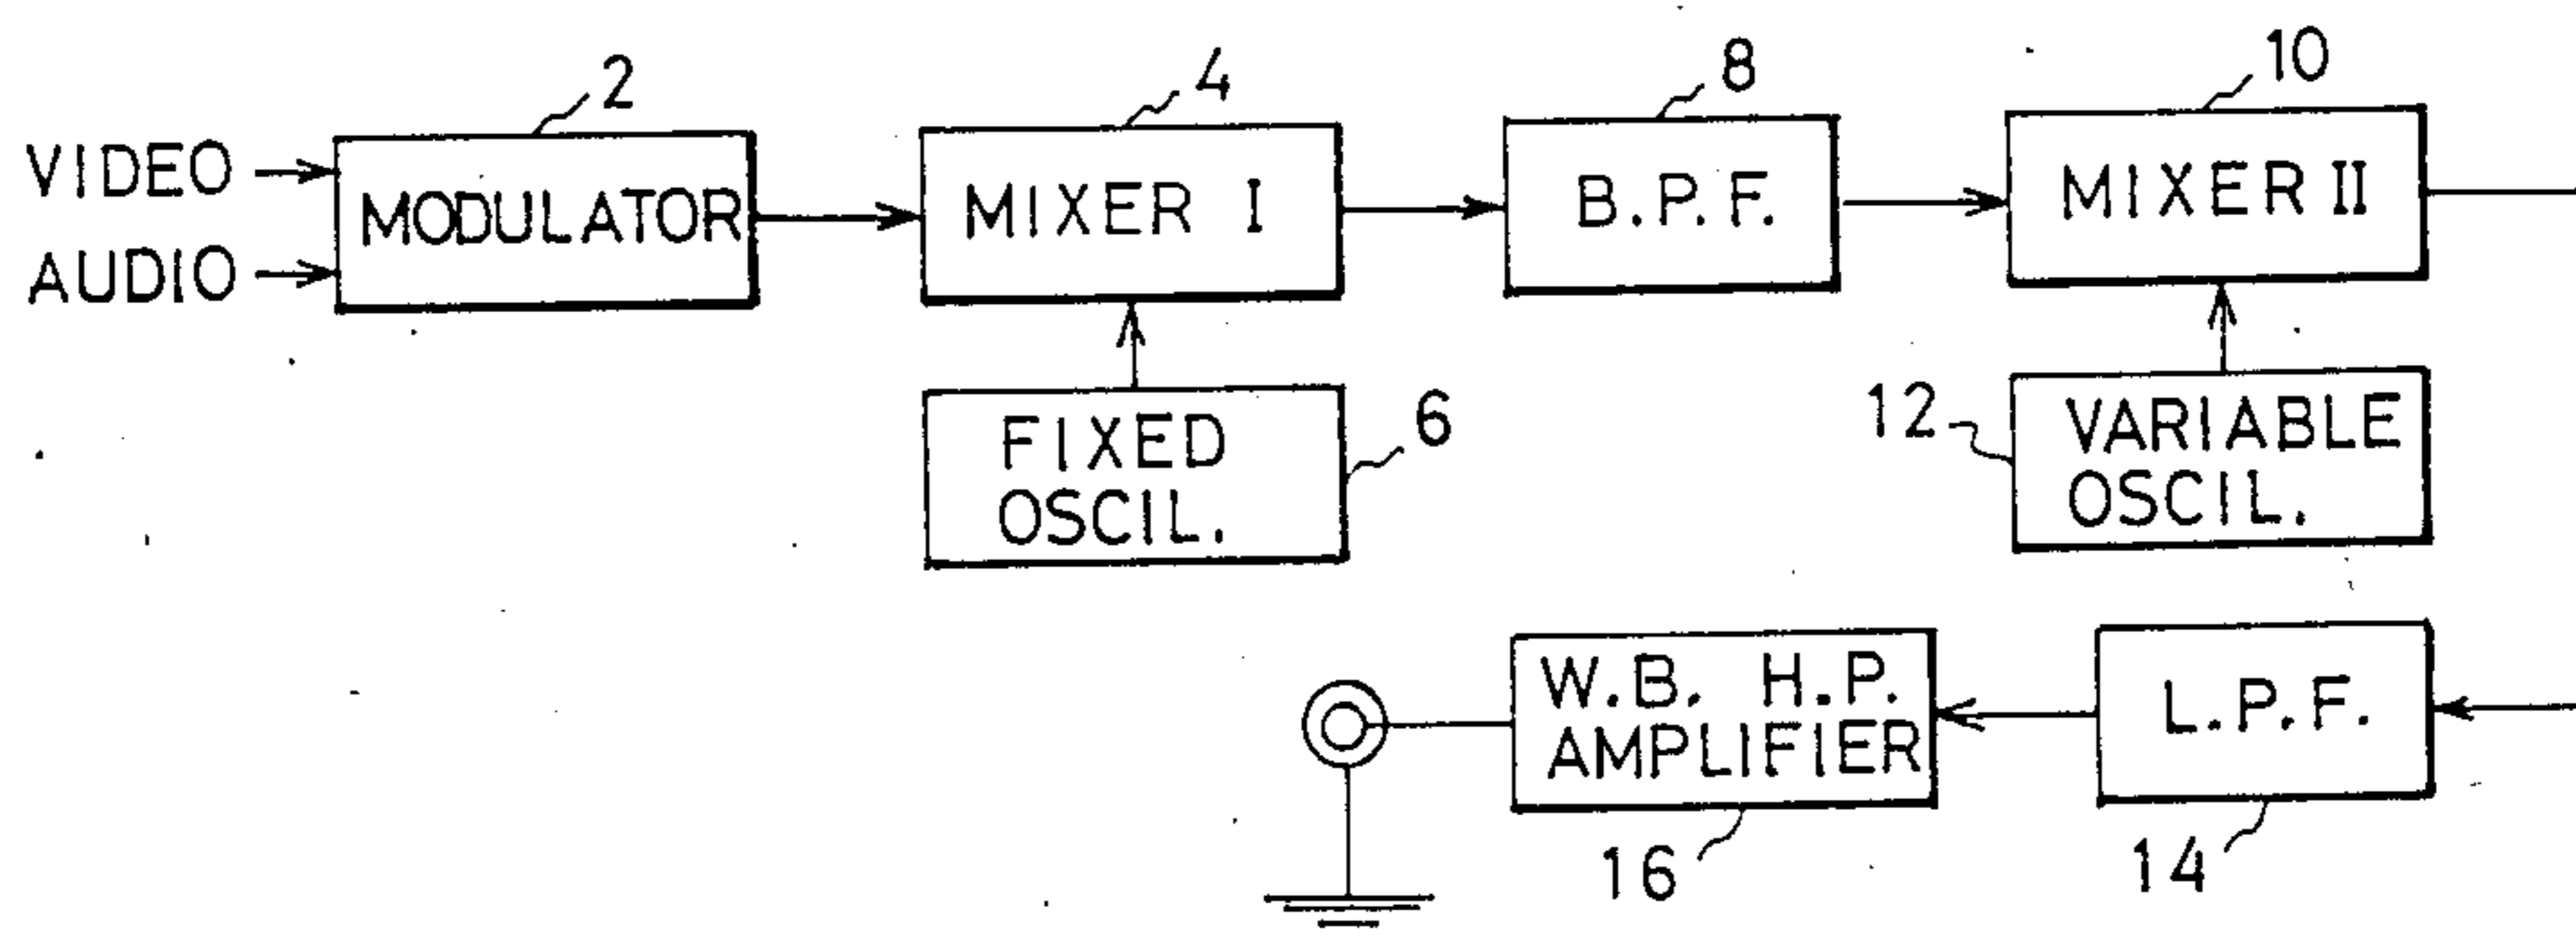 2
4
8
10
VIDEO
AUDIO
MODULATOR
MIXER I
B.P.F.
MIXER II
6
12
FIXED
OSCIL.
VARIABLE
OSCIL.
W.B. H.P.
AMPLIFIER
L.P.F.
16
14